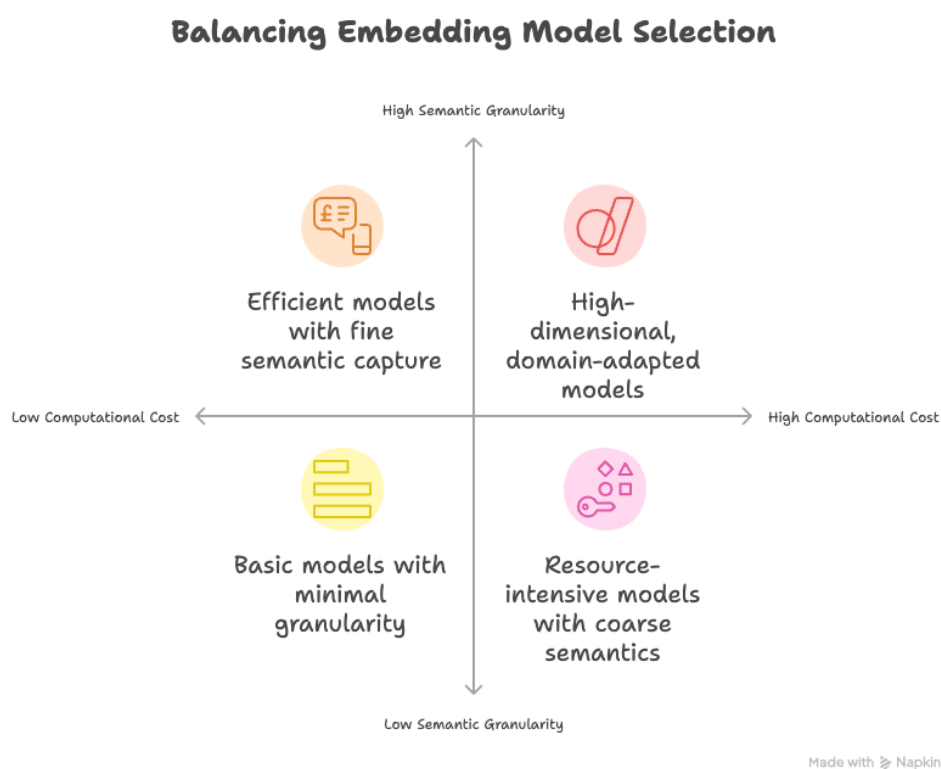 Balancing Embedding Model Selection
High Semantic Granularity
£
Efficient models
with fine
semantic capture
High-
dimensional,
domain-adapted
models
Low Computational Cost
High Computational Cost
Basic models with
minimal
granularity
Resource-
intensive models
with coarse
semantics
Low Semantic Granularity
Made with Napkin